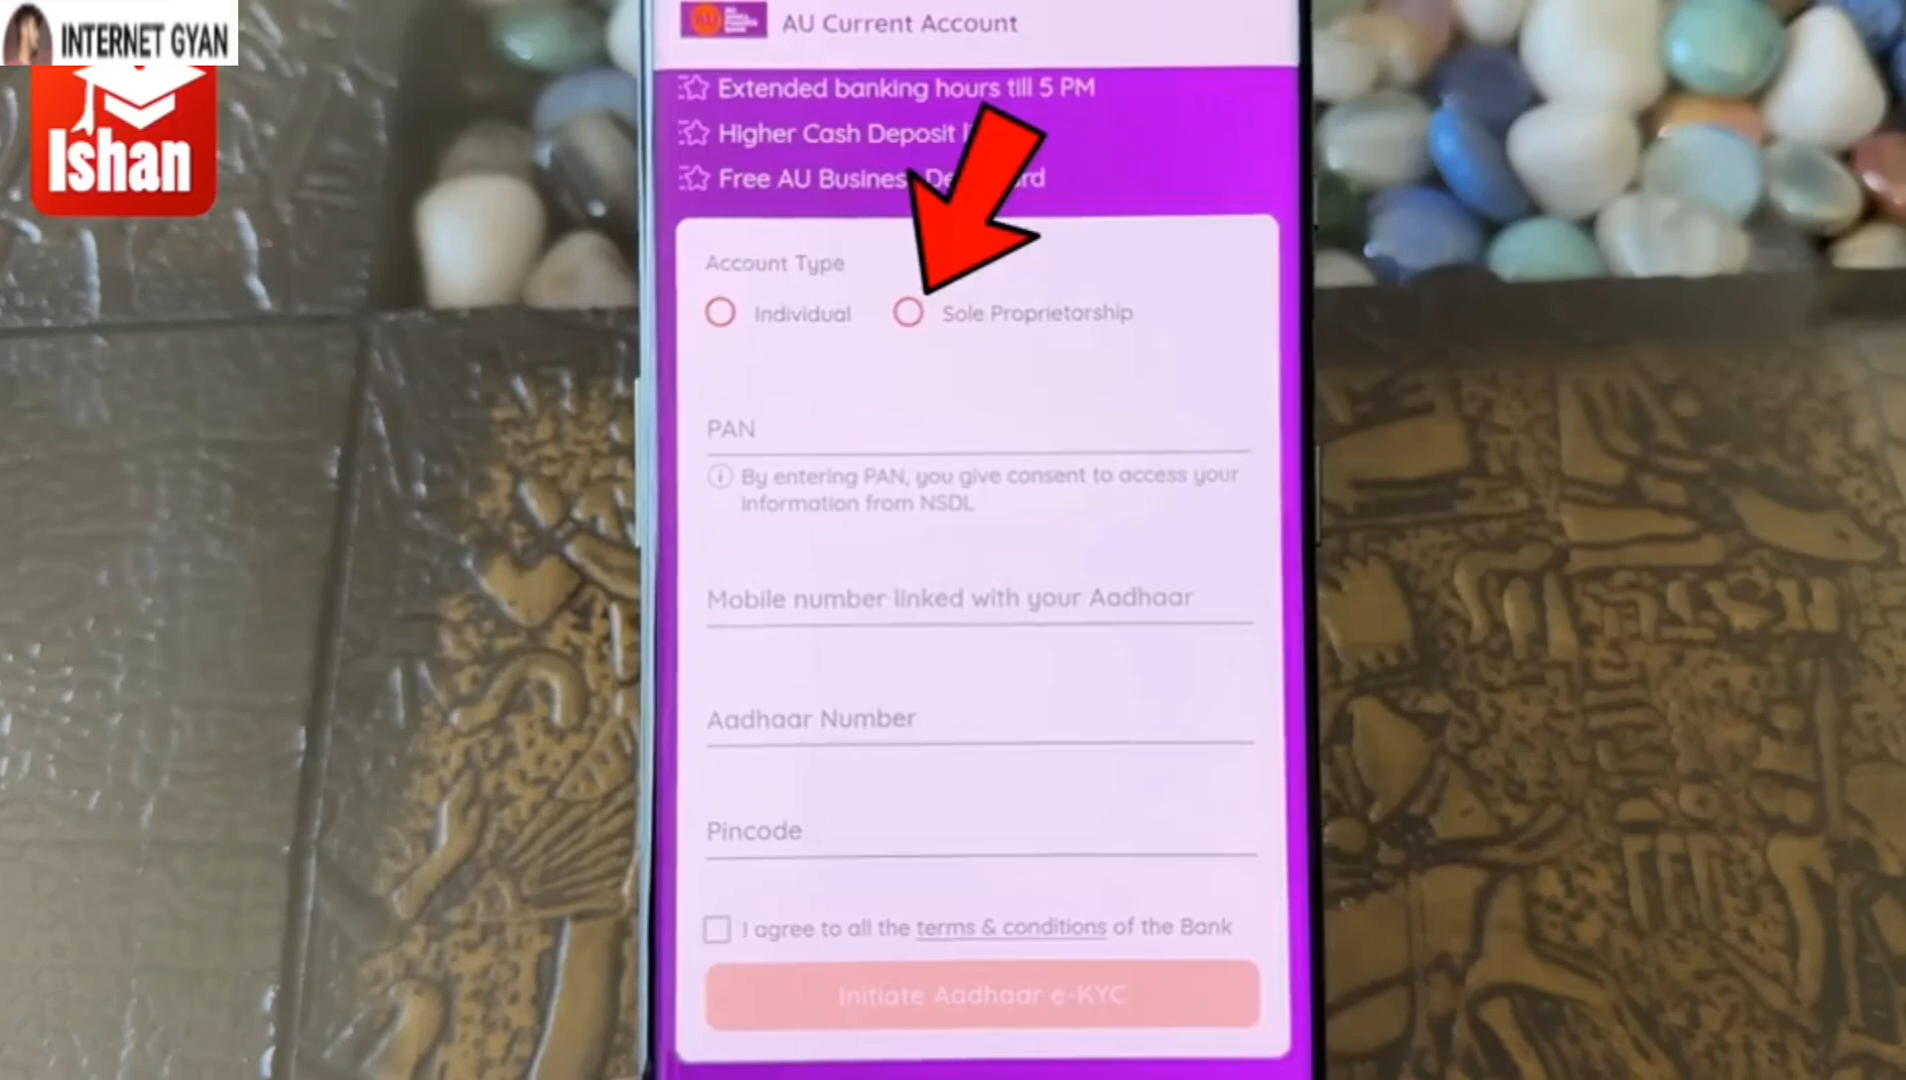 INTERNET GYAN
Ishan
AU Current Account
Extended banking hours till 5 PM
Higher Cash Deposit
Free AU Business
Account Type
Individual
Sole Proprietorship
PAN
By entering PAN, you give consent to access your
information from NSDL
Mobile number linked with your Aadhaar
Aadhaar Number
Pincode
I agree to all the terms & conditions of the Bank
Initiate Aadhaar e-KYC